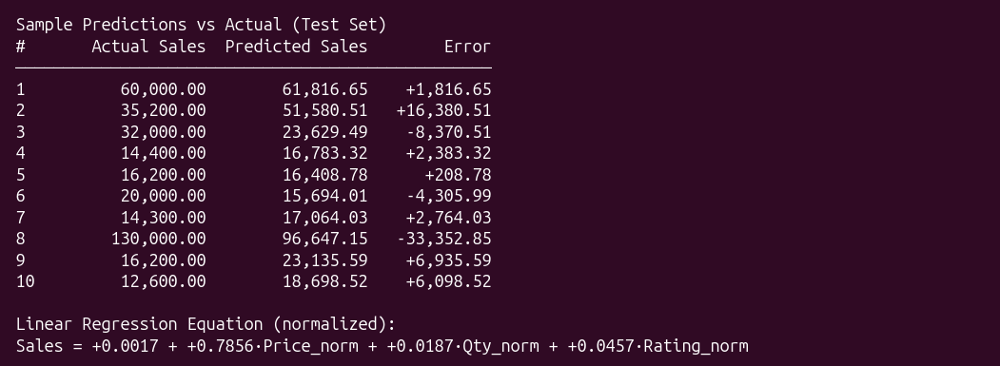 Sample Predictions vs Actual (Test Set)
# Actual Sales Predicted Sales Error
1 60,000.00 61,816.65 +1,816.65
2 35,200.00 51,580.51 +16,380.51
3 32,000.00 23,629.49 -8,370.51
4 14,400.00 16,783.32 +2,383.32
5 16,200.00 16,408.78 +208.78
6 20,000.00 15,694.01 -4,305.99
7 14,300.00 17,064.03 +2,764.03
8 130,000.00 96,647.15 -33,352.85
9 16,200.00 23,135.59 +6,935.59
10 12,600.00 18,698.52 +6,098.52
Linear Regression Equation (normalized):
Sales = +0.0017 + +0.7856·Price_norm + +0.0187·Qty_norm + +0.0457·Rating_norm